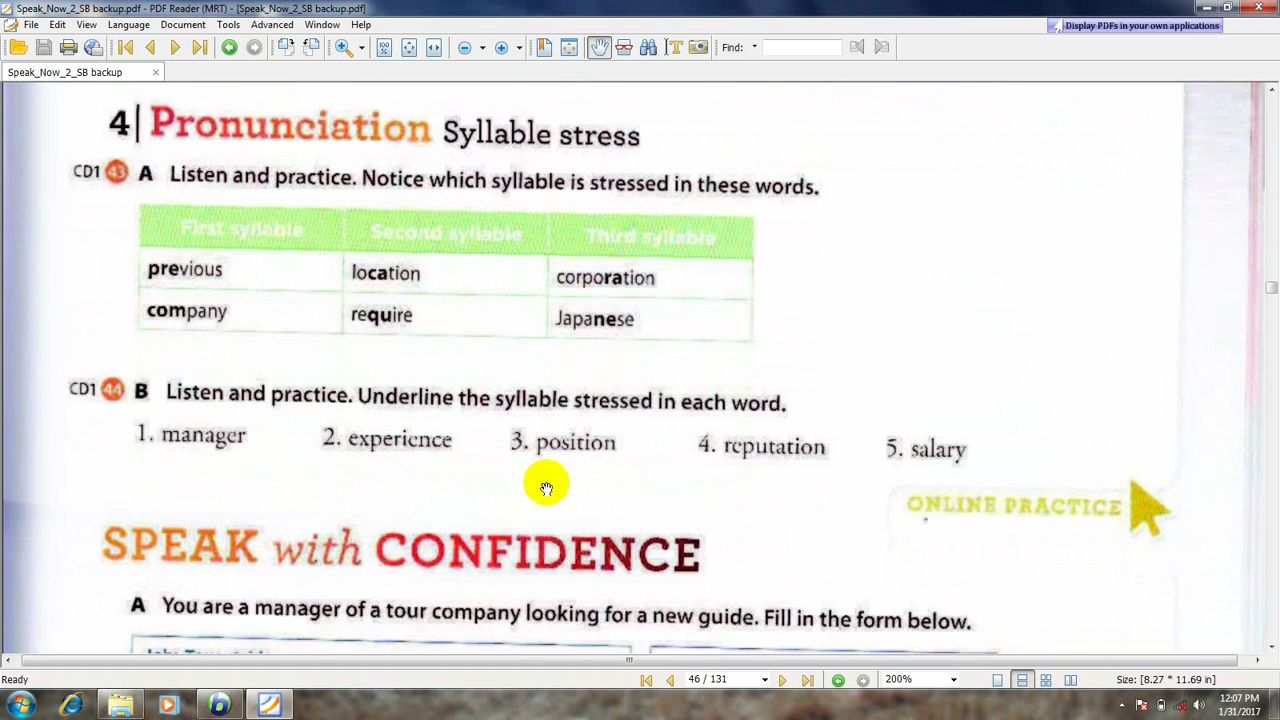 Speak_Now_2_SB backup.pdf - PDF Reader (MRT) - [Speak_Now_2_SB backup.pdf]
File Edit View Language Document Tools Advanced Window Help
Display PDFs in your own applications
Find:
Speak_Now_2_SB backup
4 Pronunciation Syllable stress
CD1 43 A Listen and practice. Notice which syllable is stressed in these words.
First syllable Second syllable Third syllable
previous location corporation
company require Japanese
CD1 44 B Listen and practice. Underline the syllable stressed in each word.
1. manager 2. experience 3. position 4. reputation 5. salary
ONLINE PRACTICE
SPEAK with CONFIDENCE
A You are a manager of a tour company looking for a new guide. Fill in the form below.
Ready 46 / 131 200% Size: [8.27 * 11.69 in]
12:07 PM
1/31/2017